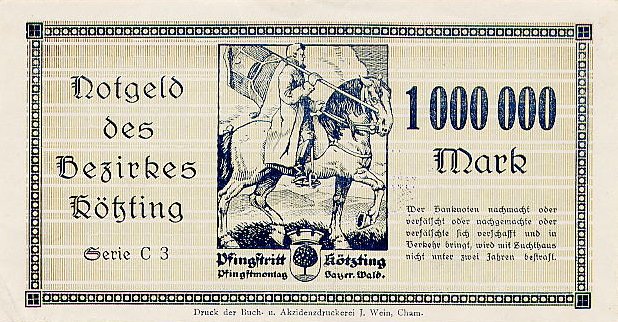 Notgeld
des
Bezirkes
Kötzting
Serie C 3
Pfingstritt Kötzting
Pfingstmontag Bayer. Wald.
1 000 000
Mark
Wer Banknoten nachmacht oder
verfälscht oder nachgemachte oder
verfälschte sich verschafft und in
Verkehr bringt, wird mit Zuchthaus
nicht unter zwei Jahren bestraft.
Druck der Buch- u. Akzidenzdruckerei J. Wein, Cham.